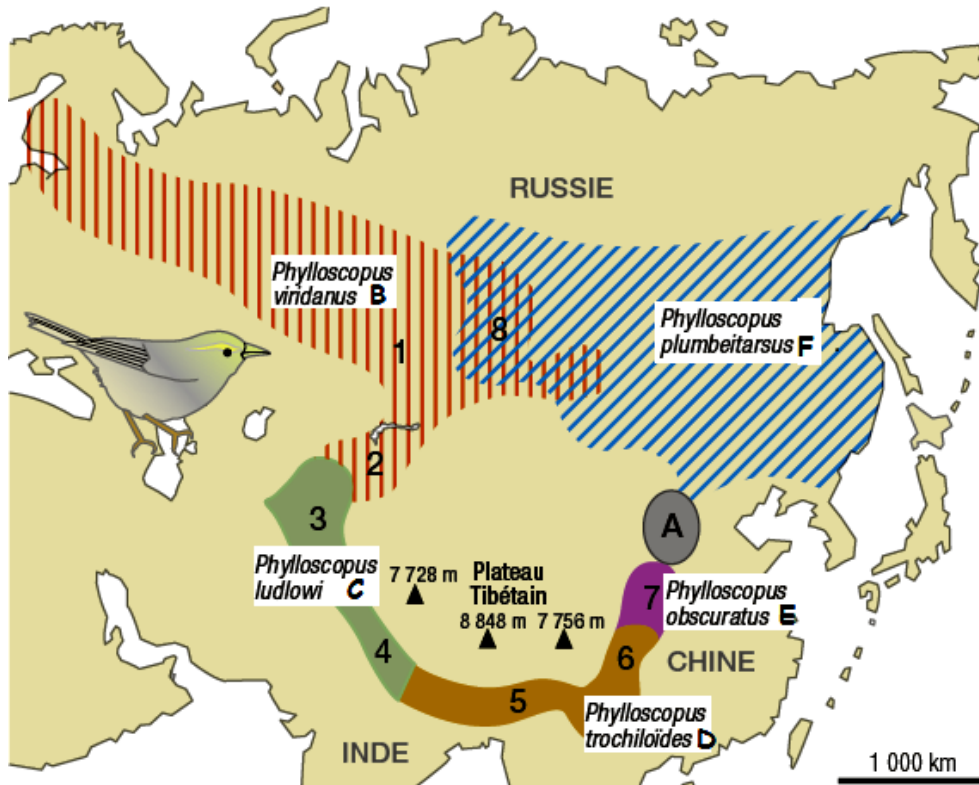 RUSSIE
Phylloscopus
viridanus B
8
1
Phylloscopus
plumbeitarsus F
2
3
A
Phylloscopus
ludlowi C
7 728 m
Plateau
Tibétain
8 848 m
7 756 m
7
Phylloscopus
obscuratus E
4
6
CHINE
5
Phylloscopus
trochiloïdes D
INDE
1 000 km